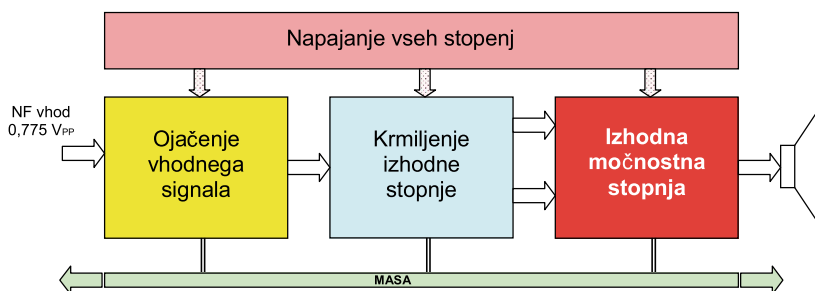 Napajanje vseh stopenj
NF vhod
0,775 VPP
Ojačenje
vhodnega
signala
Krmiljenje
izhodne
stopnje
Izhodna
močnostna
stopnja
MASA